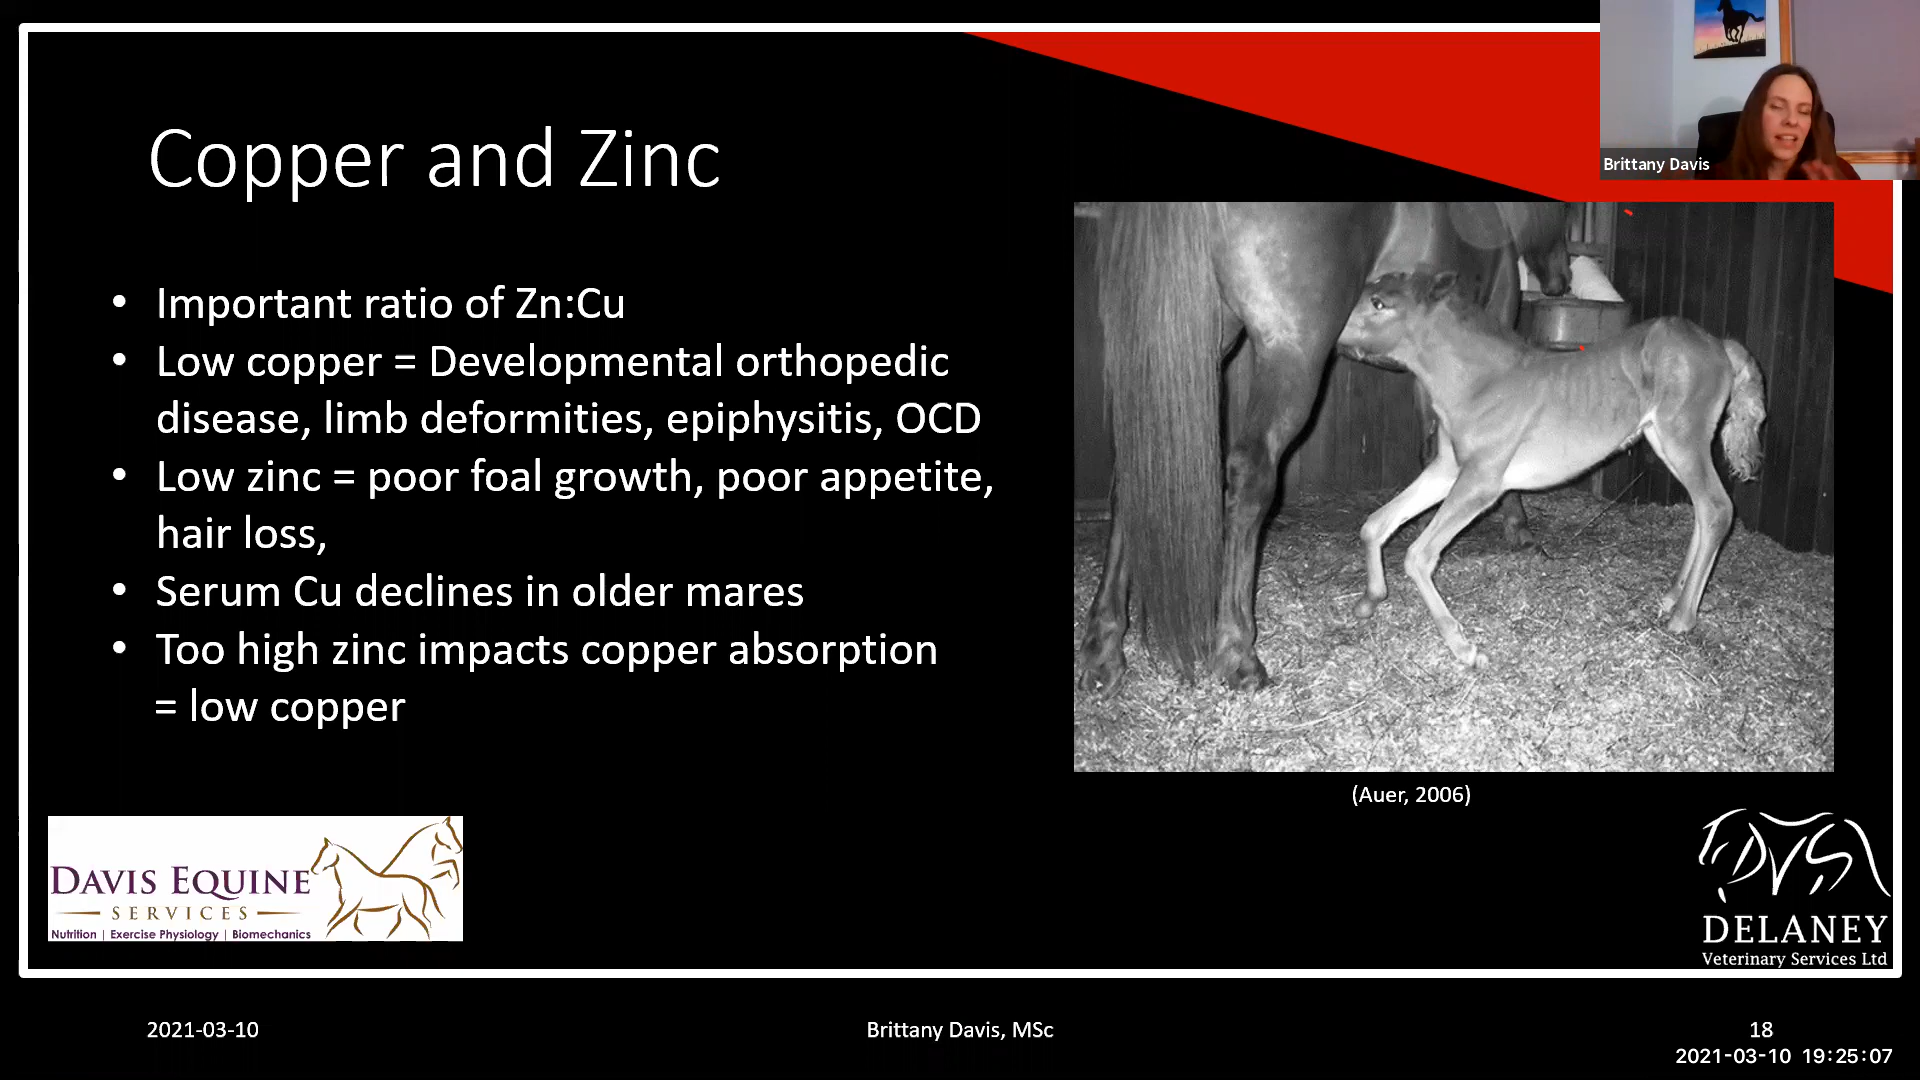 Brittany Davis
Copper and Zinc
• Important ratio of Zn:Cu
• Low copper = Developmental orthopedic
disease, limb deformities, epiphysitis, OCD
• Low zinc = poor foal growth, poor appetite,
hair loss,
• Serum Cu declines in older mares
• Too high zinc impacts copper absorption
= low copper
(Auer, 2006)
DAVIS EQUINE
SERVICES
Nutrition | Exercise Physiology | Biomechanics
DVSL
DELANEY
Veterinary Services Ltd
2021-03-10
Brittany Davis, MSc
18
2021-03-10 19:25:07